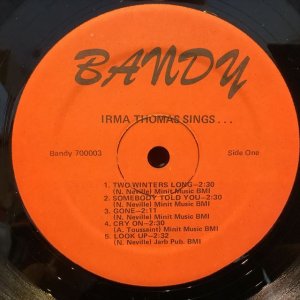 BANDY
IRMA THOMAS SINGS . . .
Bandy 700003 Side One
1. TWO WINTERS LONG—2:30
(N. Neville) Minit Music BMI
2. SOMEBODY TOLD YOU—2:30
(N. Neville) Minit Music BMI
3. GONE—2:11
(N. Neville) Minit Music BMI
4. CRY ON—2:30
(A. Toussaint) Minit Music BMI
5. LOOK UP—2:32
(N. Neville) Jarb Pub. BMI